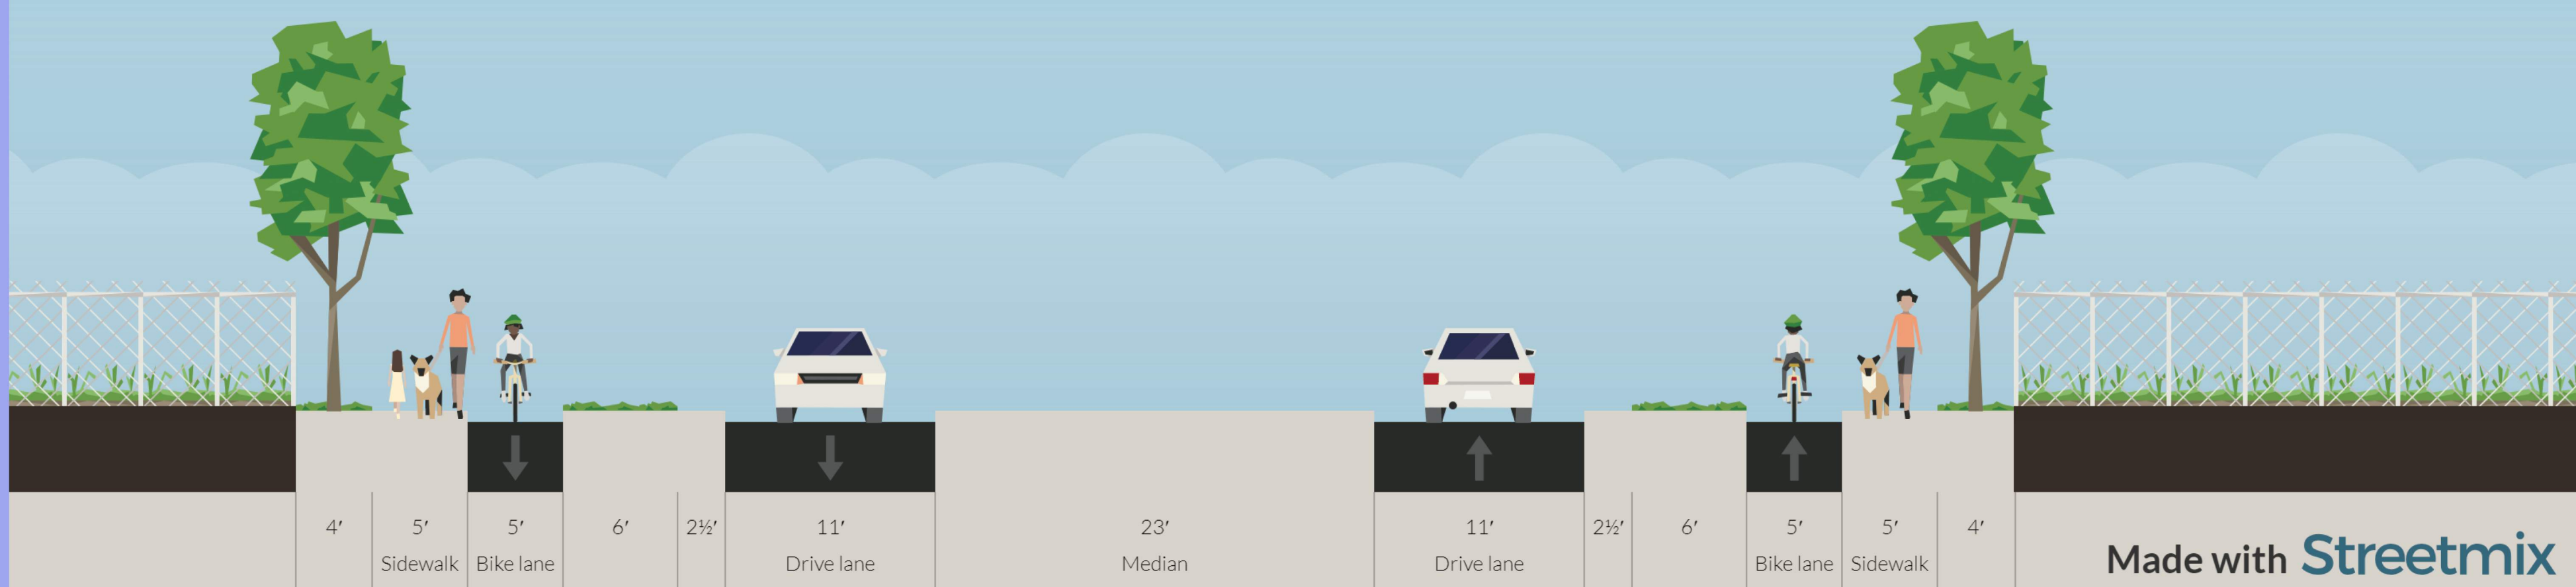 4′ 5′ 5′ 6′ 2½′ 11′ 23′ 11′ 2½′ 6′ 5′ 5′ 4′
Sidewalk Bike lane Drive lane Median Drive lane Bike lane Sidewalk
Made with Streetmix